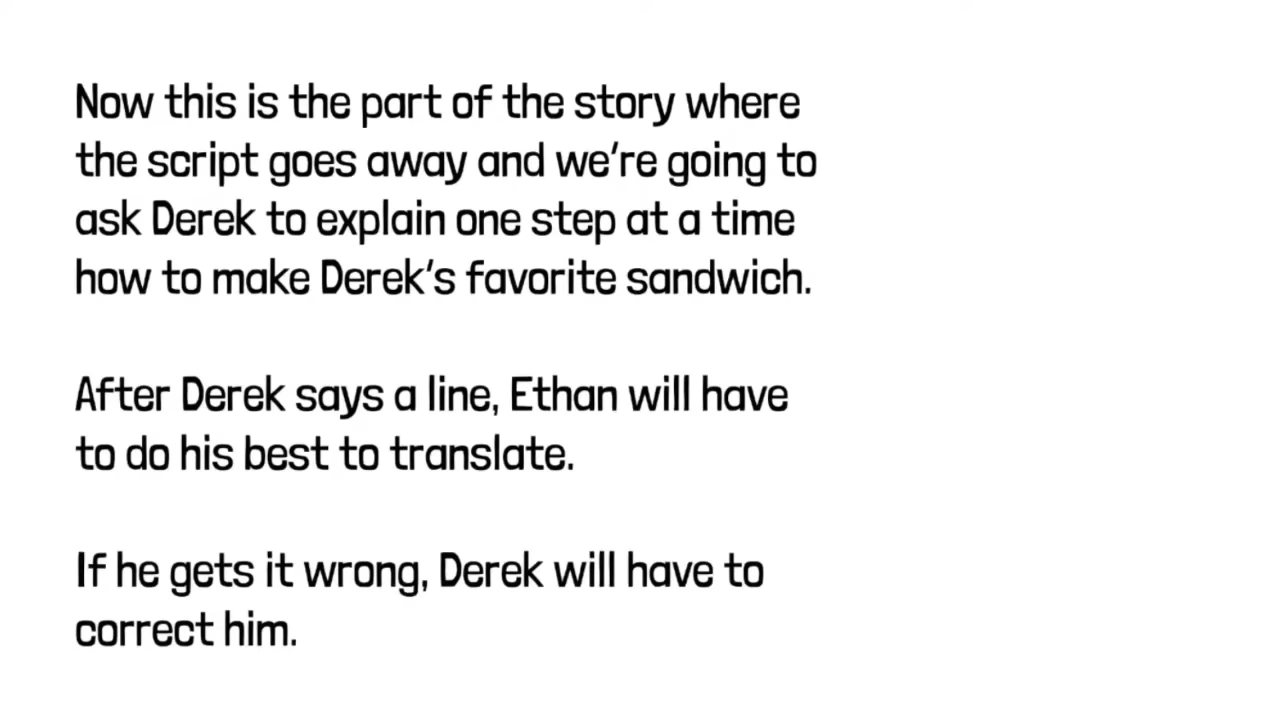 Now this is the part of the story where
the script goes away and we're going to
ask Derek to explain one step at a time
how to make Derek's favorite sandwich.
After Derek says a line, Ethan will have
to do his best to translate.
If he gets it wrong, Derek will have to
correct him.